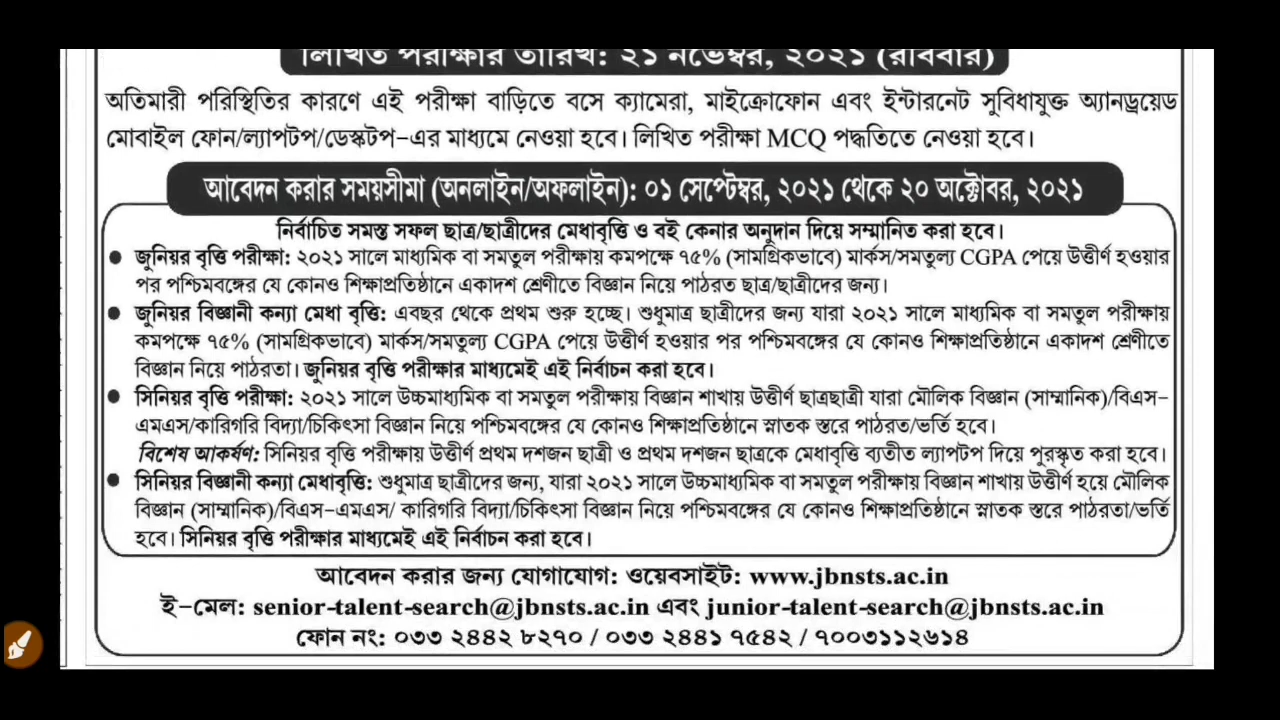 লিখিত পরীক্ষার তারিখ: ২১ নভেম্বর, ২০২১ (রবিবার)
অতিমারী পরিস্থিতির কারণে এই পরীক্ষা বাড়িতে বসে ক্যামেরা, মাইক্রোফোন এবং ইন্টারনেট সুবিধাযুক্ত অ্যানড্রয়েড
মোবাইল ফোন/ল্যাপটপ/ডেস্কটপ-এর মাধ্যমে নেওয়া হবে। লিখিত পরীক্ষা MCQ পদ্ধতিতে নেওয়া হবে।
আবেদন করার সময়সীমা (অনলাইন/অফলাইন): ০১ সেপ্টেম্বর, ২০২১ থেকে ২০ অক্টোবর, ২০২১
নির্বাচিত সমস্ত সফল ছাত্র/ছাত্রীদের মেধাবৃত্তি ও বই কেনার অনুদান দিয়ে সম্মানিত করা হবে।
● জুনিয়র বৃত্তি পরীক্ষা: ২০২১ সালে মাধ্যমিক বা সমতুল পরীক্ষায় কমপক্ষে ৭৫% (সামগ্রিকভাবে) মার্কস/সমতুল্য CGPA পেয়ে উত্তীর্ণ হওয়ার
পর পশ্চিমবঙ্গের যে কোনও শিক্ষাপ্রতিষ্ঠানে একাদশ শ্রেণীতে বিজ্ঞান নিয়ে পাঠরত ছাত্র/ছাত্রীদের জন্য।
● জুনিয়র বিজ্ঞানী কন্যা মেধা বৃত্তি: এবছর থেকে প্রথম শুরু হচ্ছে। শুধুমাত্র ছাত্রীদের জন্য যারা ২০২১ সালে মাধ্যমিক বা সমতুল পরীক্ষায়
কমপক্ষে ৭৫% (সামগ্রিকভাবে) মার্কস/সমতুল্য CGPA পেয়ে উত্তীর্ণ হওয়ার পর পশ্চিমবঙ্গের যে কোনও শিক্ষাপ্রতিষ্ঠানে একাদশ শ্রেণীতে
বিজ্ঞান নিয়ে পাঠরতা। জুনিয়র বৃত্তি পরীক্ষার মাধ্যমেই এই নির্বাচন করা হবে।
● সিনিয়র বৃত্তি পরীক্ষা: ২০২১ সালে উচ্চমাধ্যমিক বা সমতুল পরীক্ষায় বিজ্ঞান শাখায় উত্তীর্ণ ছাত্রছাত্রী যারা মৌলিক বিজ্ঞান (সাম্মানিক)/বিএস-
এমএস/কারিগরি বিদ্যা/চিকিৎসা বিজ্ঞান নিয়ে পশ্চিমবঙ্গের যে কোনও শিক্ষাপ্রতিষ্ঠানে স্নাতক স্তরে পাঠরত/ভর্তি হবে।
বিশেষ আকর্ষণ: সিনিয়র বৃত্তি পরীক্ষায় উত্তীর্ণ প্রথম দশজন ছাত্রী ও প্রথম দশজন ছাত্রকে মেধাবৃত্তি ব্যতীত ল্যাপটপ দিয়ে পুরস্কৃত করা হবে।
● সিনিয়র বিজ্ঞানী কন্যা মেধাবৃত্তি: শুধুমাত্র ছাত্রীদের জন্য, যারা ২০২১ সালে উচ্চমাধ্যমিক বা সমতুল পরীক্ষায় বিজ্ঞান শাখায় উত্তীর্ণ হয়ে মৌলিক
বিজ্ঞান (সাম্মানিক)/বিএস-এমএস/ কারিগরি বিদ্যা/চিকিৎসা বিজ্ঞান নিয়ে পশ্চিমবঙ্গের যে কোনও শিক্ষাপ্রতিষ্ঠানে স্নাতক স্তরে পাঠরতা/ভর্তি
হবে। সিনিয়র বৃত্তি পরীক্ষার মাধ্যমেই এই নির্বাচন করা হবে।
আবেদন করার জন্য যোগাযোগ: ওয়েবসাইট: www.jbnsts.ac.in
ই-মেল: senior-talent-search@jbnsts.ac.in এবং junior-talent-search@jbnsts.ac.in
ফোন নং: ০৩৩ ২৪৪২ ৮২৭০ / ০৩৩ ২৪৪১ ৭৫৪২ / ৭০০৩১১২৬১৪